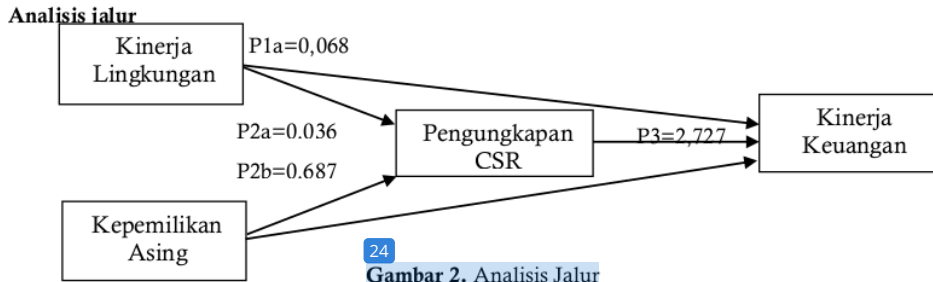 Analisis jalur
Kinerja
Lingkungan
P1a=0,068
P2a=0.036
P2b=0.687
Pengungkapan
CSR
P3=2,727
Kinerja
Keuangan
Kepemilikan
Asing
24
Gambar 2. Analisis Jalur